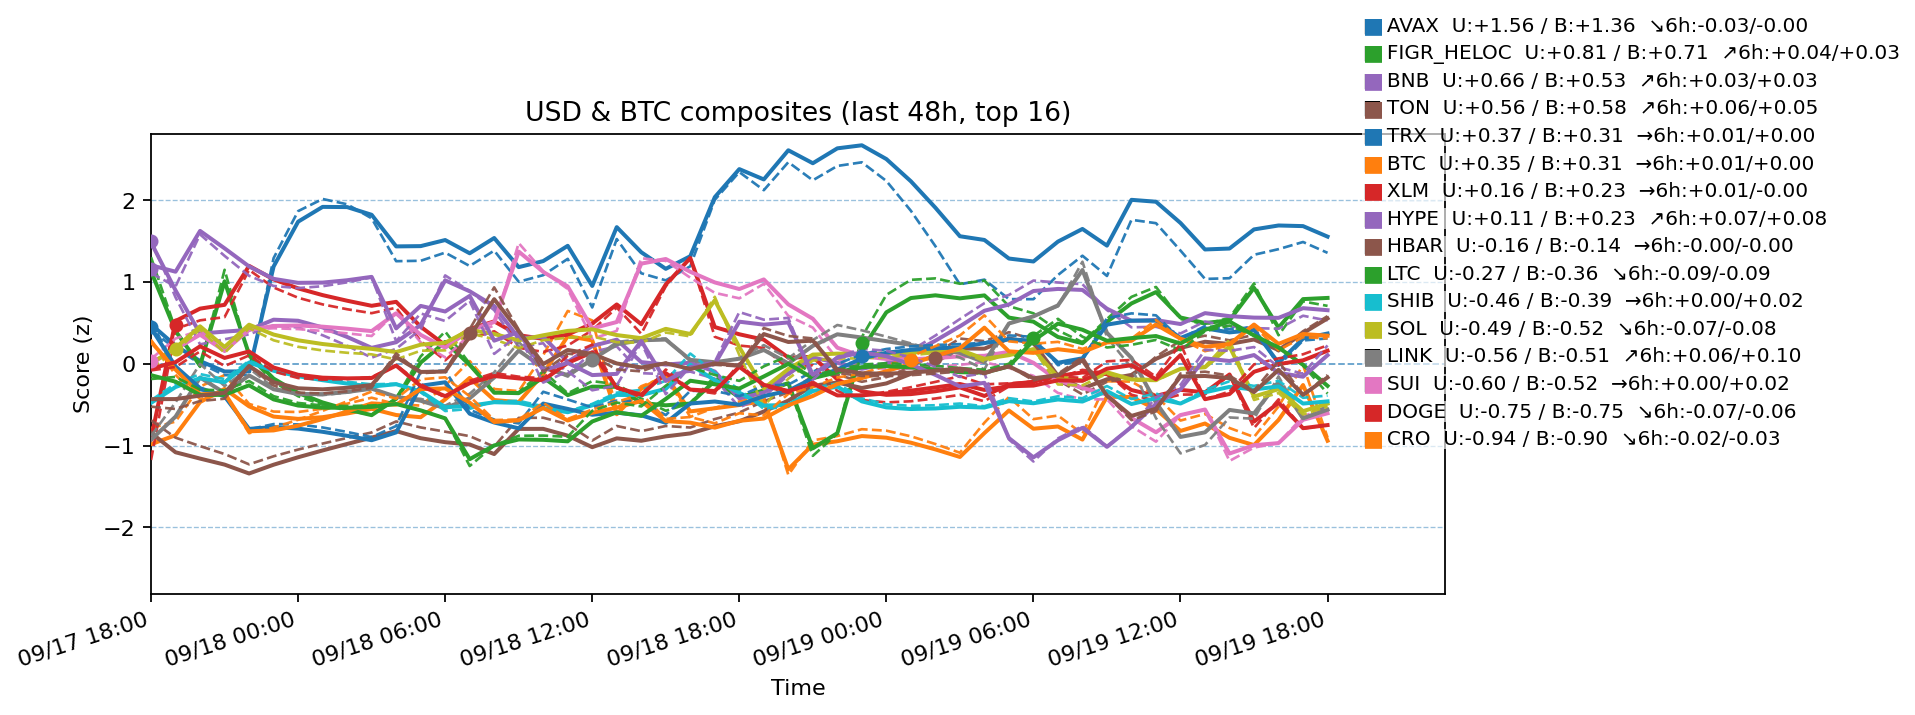 AVAX  U:+1.56 / B:+1.36  ↘6h:-0.03/-0.00
FIGR_HELOC  U:+0.81 / B:+0.71  ↗6h:+0.04/+0.03
BNB  U:+0.66 / B:+0.53  ↗6h:+0.03/+0.03
TON  U:+0.56 / B:+0.58  ↗6h:+0.06/+0.05
TRX  U:+0.37 / B:+0.31  →6h:+0.01/+0.00
BTC  U:+0.35 / B:+0.31  →6h:+0.01/+0.00
XLM  U:+0.16 / B:+0.23  →6h:+0.01/-0.00
HYPE  U:+0.11 / B:+0.23  ↗6h:+0.07/+0.08
HBAR  U:-0.16 / B:-0.14  →6h:-0.00/-0.00
LTC  U:-0.27 / B:-0.36  ↘6h:-0.09/-0.09
SHIB  U:-0.46 / B:-0.39  →6h:+0.00/+0.02
SOL  U:-0.49 / B:-0.52  ↘6h:-0.07/-0.08
LINK  U:-0.56 / B:-0.51  ↗6h:+0.06/+0.10
SUI  U:-0.60 / B:-0.52  →6h:+0.00/+0.02
DOGE  U:-0.75 / B:-0.75  ↘6h:-0.07/-0.06
CRO  U:-0.94 / B:-0.90  ↘6h:-0.02/-0.03
USD & BTC composites (last 48h, top 16)
Score (z)
2
1
0
−1
−2
09/17 18:00
09/18 00:00
09/18 06:00
09/18 12:00
09/18 18:00
09/19 00:00
09/19 06:00
09/19 12:00
09/19 18:00
Time